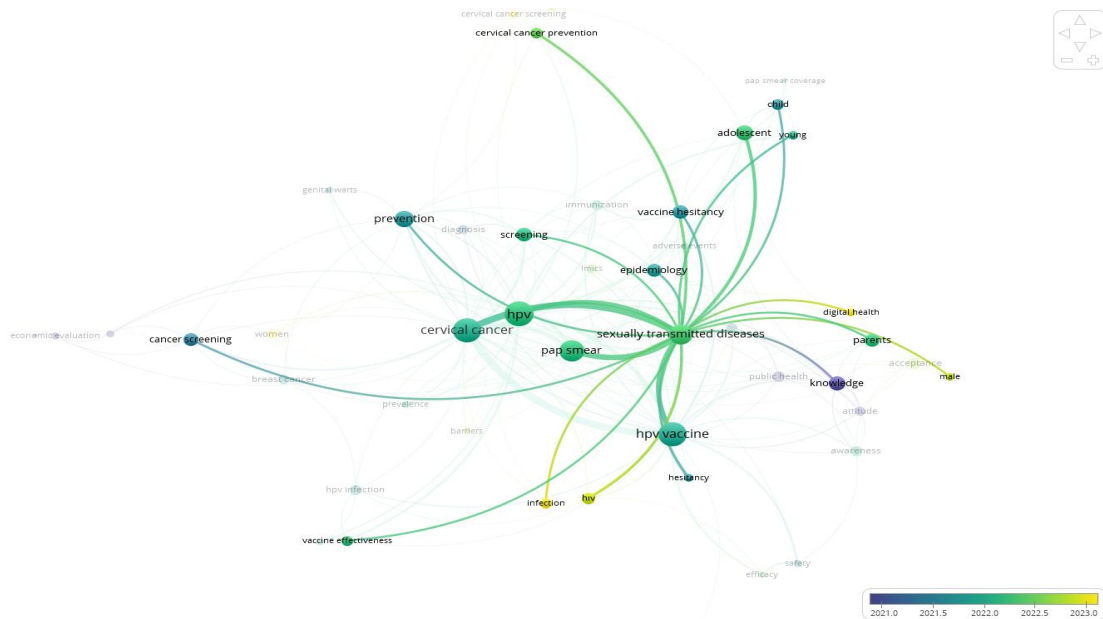 cervical cancer screening
cervical cancer prevention
pap smear coverage
child
adolescent
young
genital warts
immunization
vaccine hesitancy
prevention
diagnosis
screening
adverse events
lmics
epidemiology
hpv
digital health
cervical cancer
sexually transmitted diseases
economic evaluation
women
cancer screening
parents
pap smear
acceptance
breast cancer
public health
male
knowledge
prevalence
attitude
barriers
hpv vaccine
awareness
hesitancy
hpv infection
infection
hiv
vaccine effectiveness
safety
efficacy
2021.0 2021.5 2022.0 2022.5 2023.0